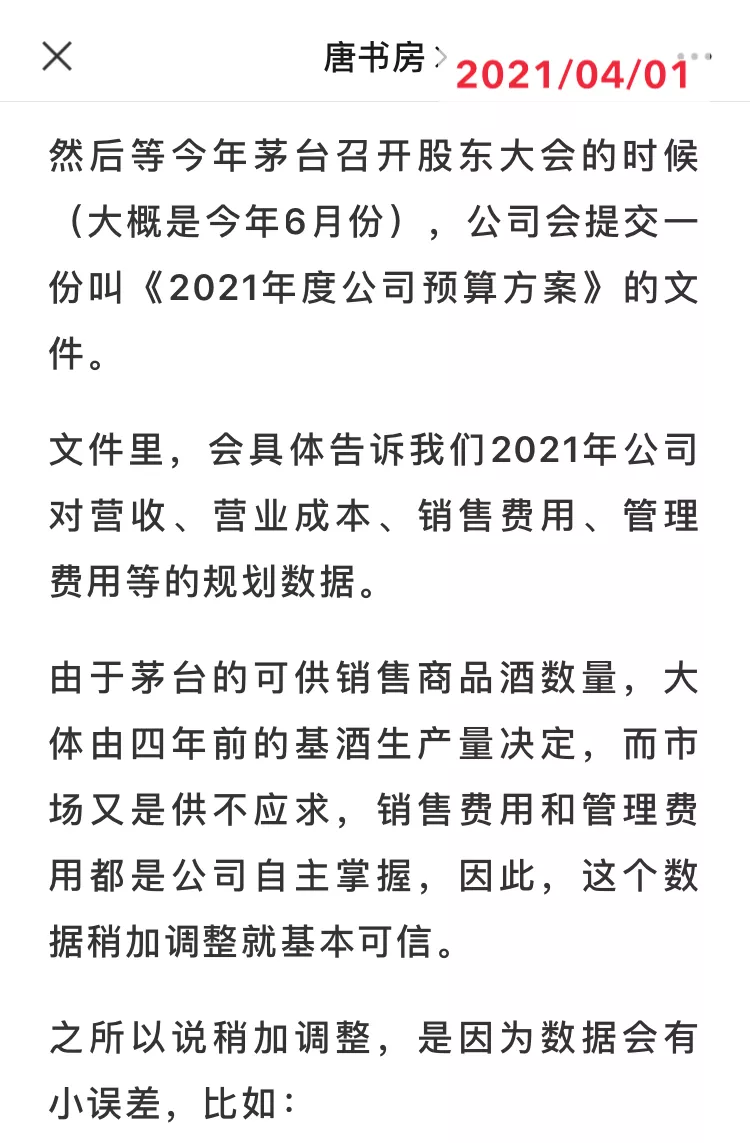 唐书房
2021/04/01
然后等今年茅台召开股东大会的时候
（大概是今年6月份），公司会提交一
份叫《2021年度公司预算方案》的文
件。
文件里，会具体告诉我们2021年公司
对营收、营业成本、销售费用、管理
费用等的规划数据。
由于茅台的可供销售商品酒数量，大
体由四年前的基酒生产量决定，而市
场又是供不应求，销售费用和管理费
用都是公司自主掌握，因此，这个数
据稍加调整就基本可信。
之所以说稍加调整，是因为数据会有
小误差，比如：